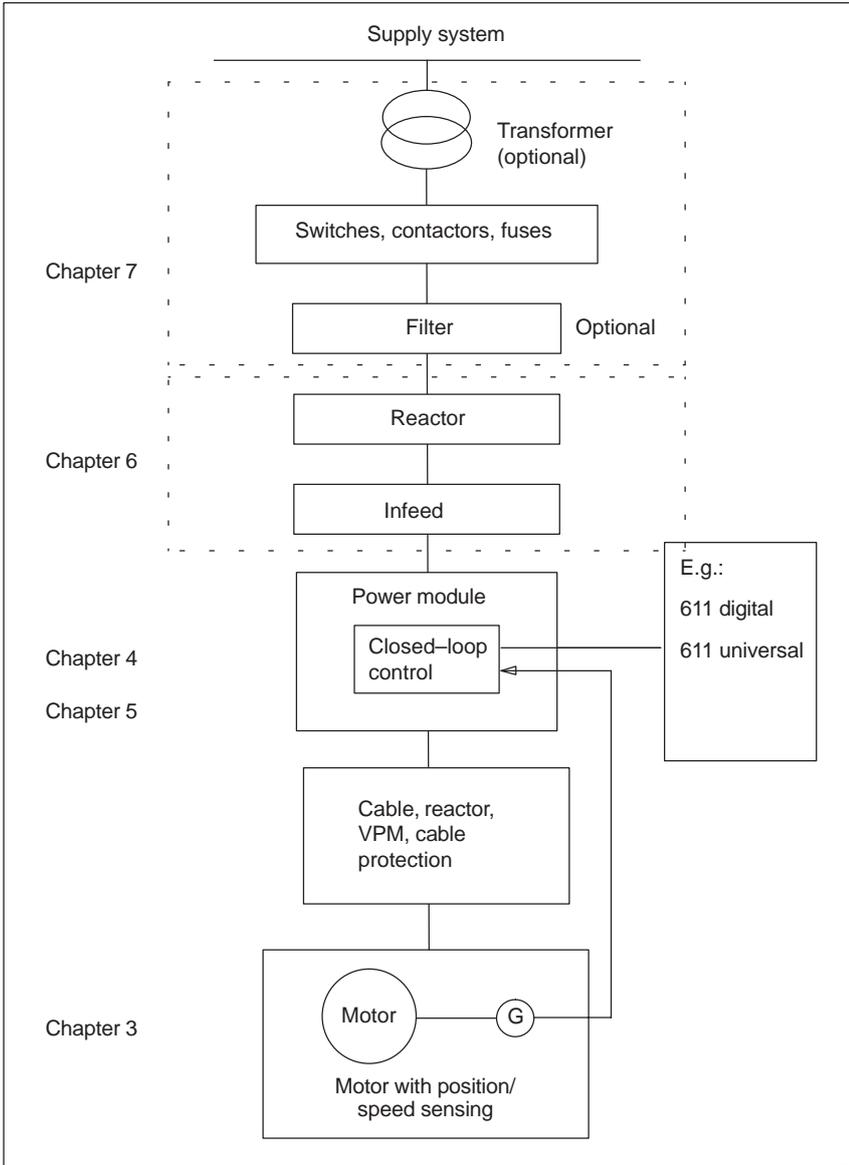 Supply system
Transformer
(optional)
Switches, contactors, fuses
Chapter 7
Filter
Optional
Reactor
Chapter 6
Infeed
E.g.:
611 digital
611 universal
Power module
Closed–loop
control
Chapter 4
Chapter 5
Cable, reactor,
VPM, cable
protection
Motor
G
Chapter 3
Motor with position/
speed sensing